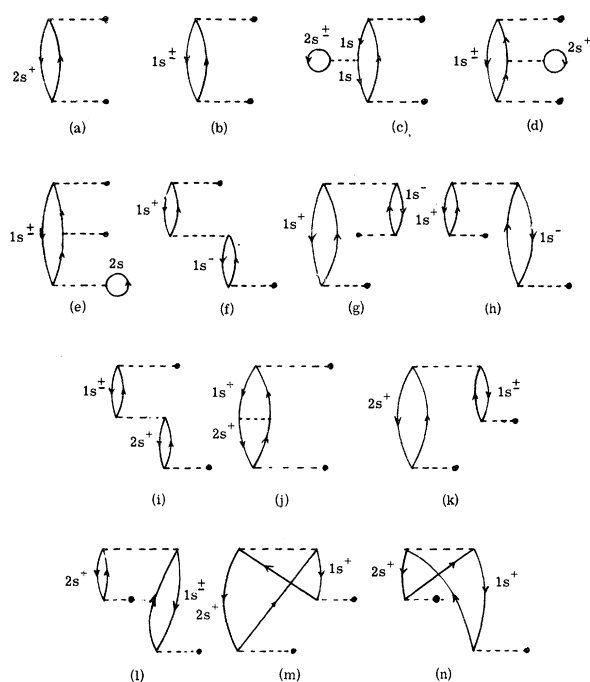 2s⁺
(a)
1s±
(b)
2s± 1s
1s
(c)
1s± 2s⁺
(d)
1s±
2s
(e)
1s⁺
1s⁻
(f)
1s⁺ 1s⁻
(g)
1s⁺ 1s⁻
(h)
1s±
2s⁺
(i)
1s⁺
2s⁺
(j)
2s⁺ 1s±
(k)
2s⁺ 1s±
(l)
2s⁺ 1s⁺
(m)
2s⁺ 1s⁺
(n)